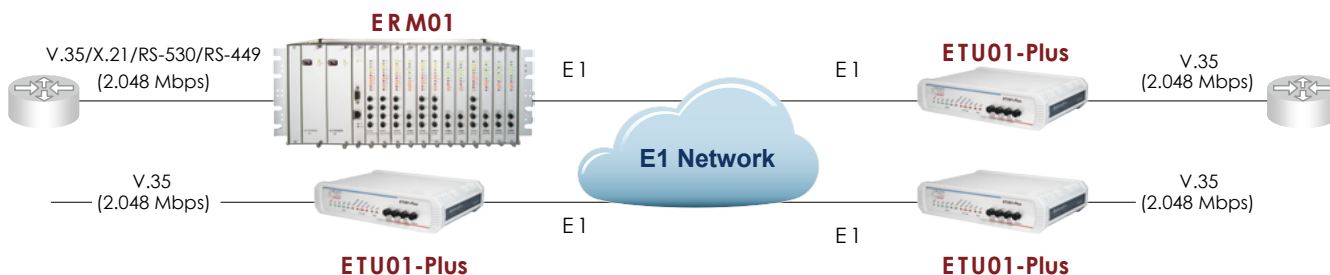 ERM01
V.35/X.21/RS-530/RS-449
(2.048 Mbps)
E1
E1
ETU01-Plus
V.35
(2.048 Mbps)
E1 Network
V.35
(2.048 Mbps)
E1
ETU01-Plus
E1
V.35
(2.048 Mbps)
ETU01-Plus